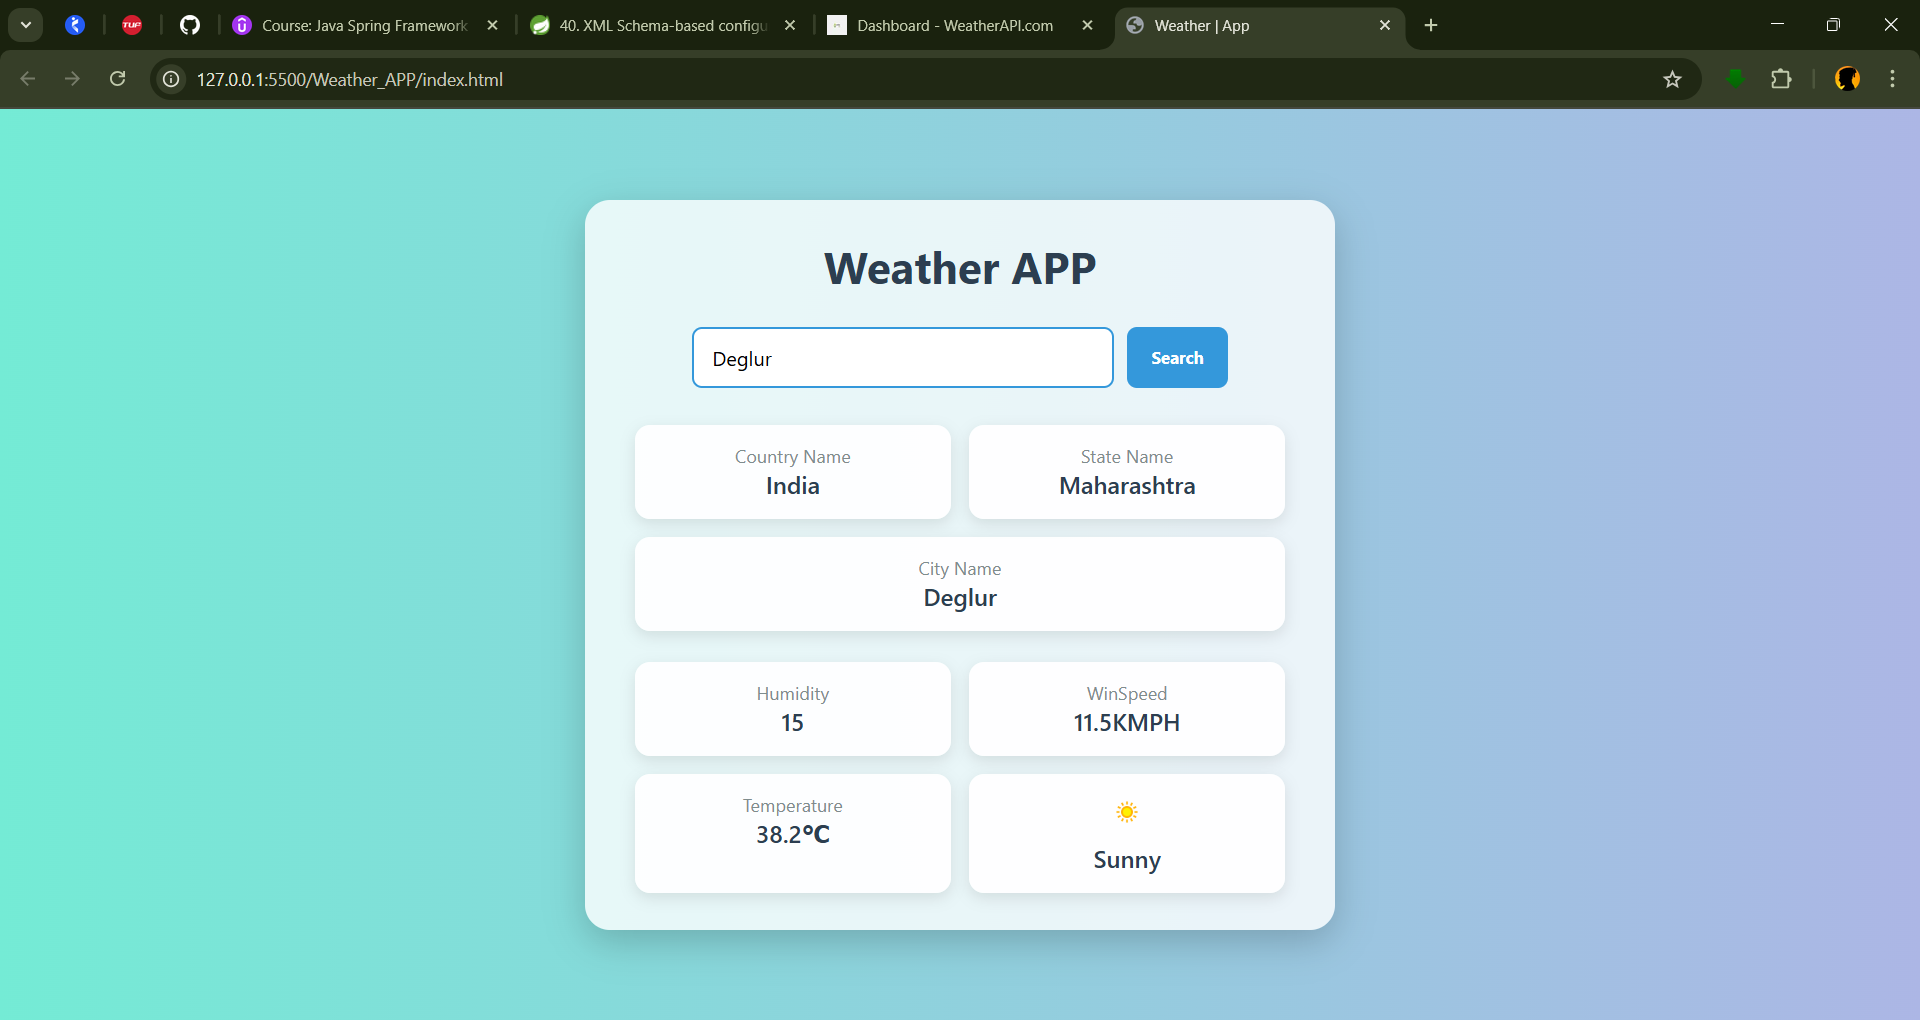 TUF
Course: Java Spring Framework
40. XML Schema-based configu
Dashboard - WeatherAPI.com
Weather | App
127.0.0.1:5500/Weather_APP/index.html
Weather APP
Deglur
Search
Country Name
India
State Name
Maharashtra
City Name
Deglur
Humidity
15
WinSpeed
11.5KMPH
Temperature
38.2°C
Sunny